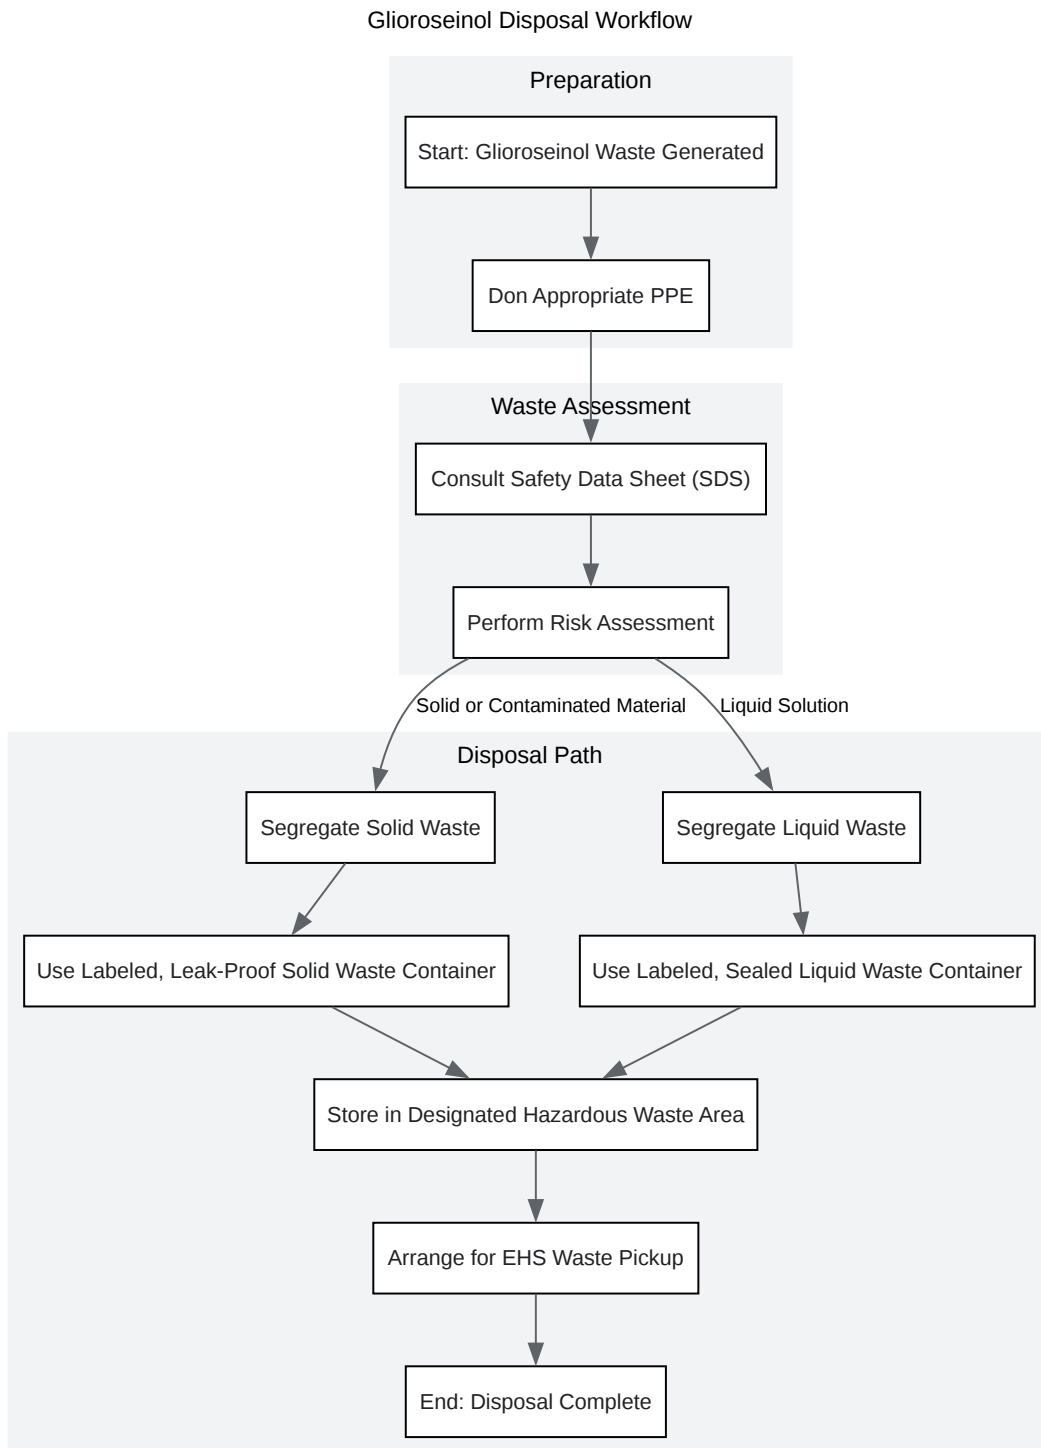 Glioroseinol Disposal Workflow
Preparation
Start: Glioroseinol Waste Generated
Don Appropriate PPE
Waste Assessment
Consult Safety Data Sheet (SDS)
Perform Risk Assessment
Solid or Contaminated Material
Liquid Solution
Disposal Path
Segregate Solid Waste
Segregate Liquid Waste
Use Labeled, Leak-Proof Solid Waste Container
Use Labeled, Sealed Liquid Waste Container
Store in Designated Hazardous Waste Area
Arrange for EHS Waste Pickup
End: Disposal Complete